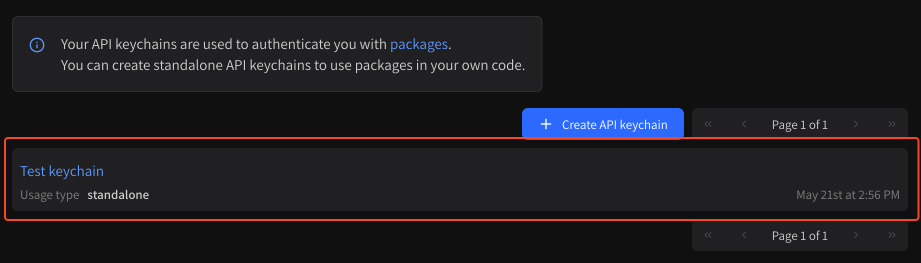 Your API keychains are used to authenticate you with packages.
You can create standalone API keychains to use packages in your own code.
+ Create API keychain
« ‹ Page 1 of 1 › »
Test keychain
Usage type standalone
May 21st at 2:56 PM
« ‹ Page 1 of 1 › »